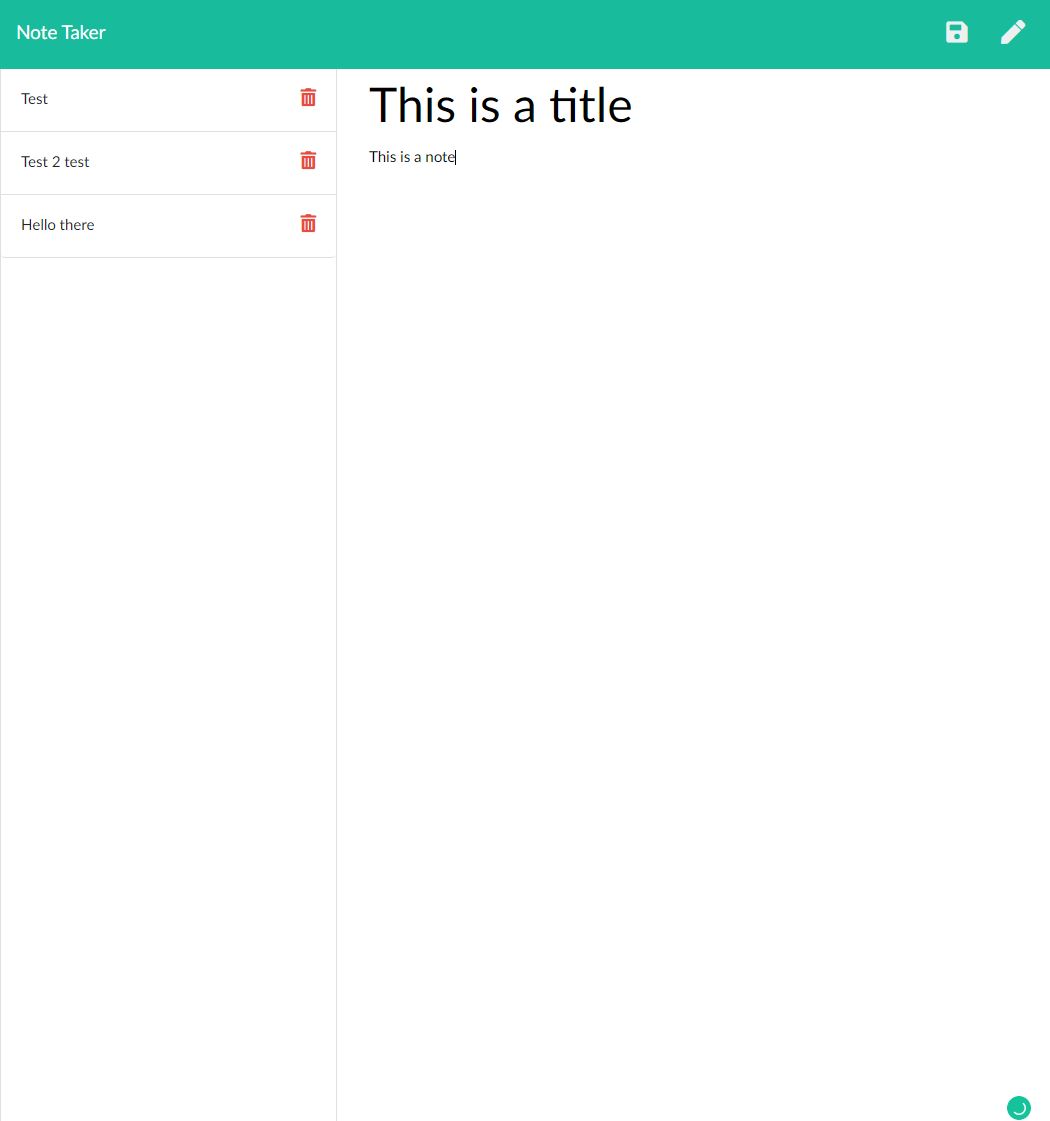 Note Taker
Test
Test 2 test
Hello there
This is a title
This is a note